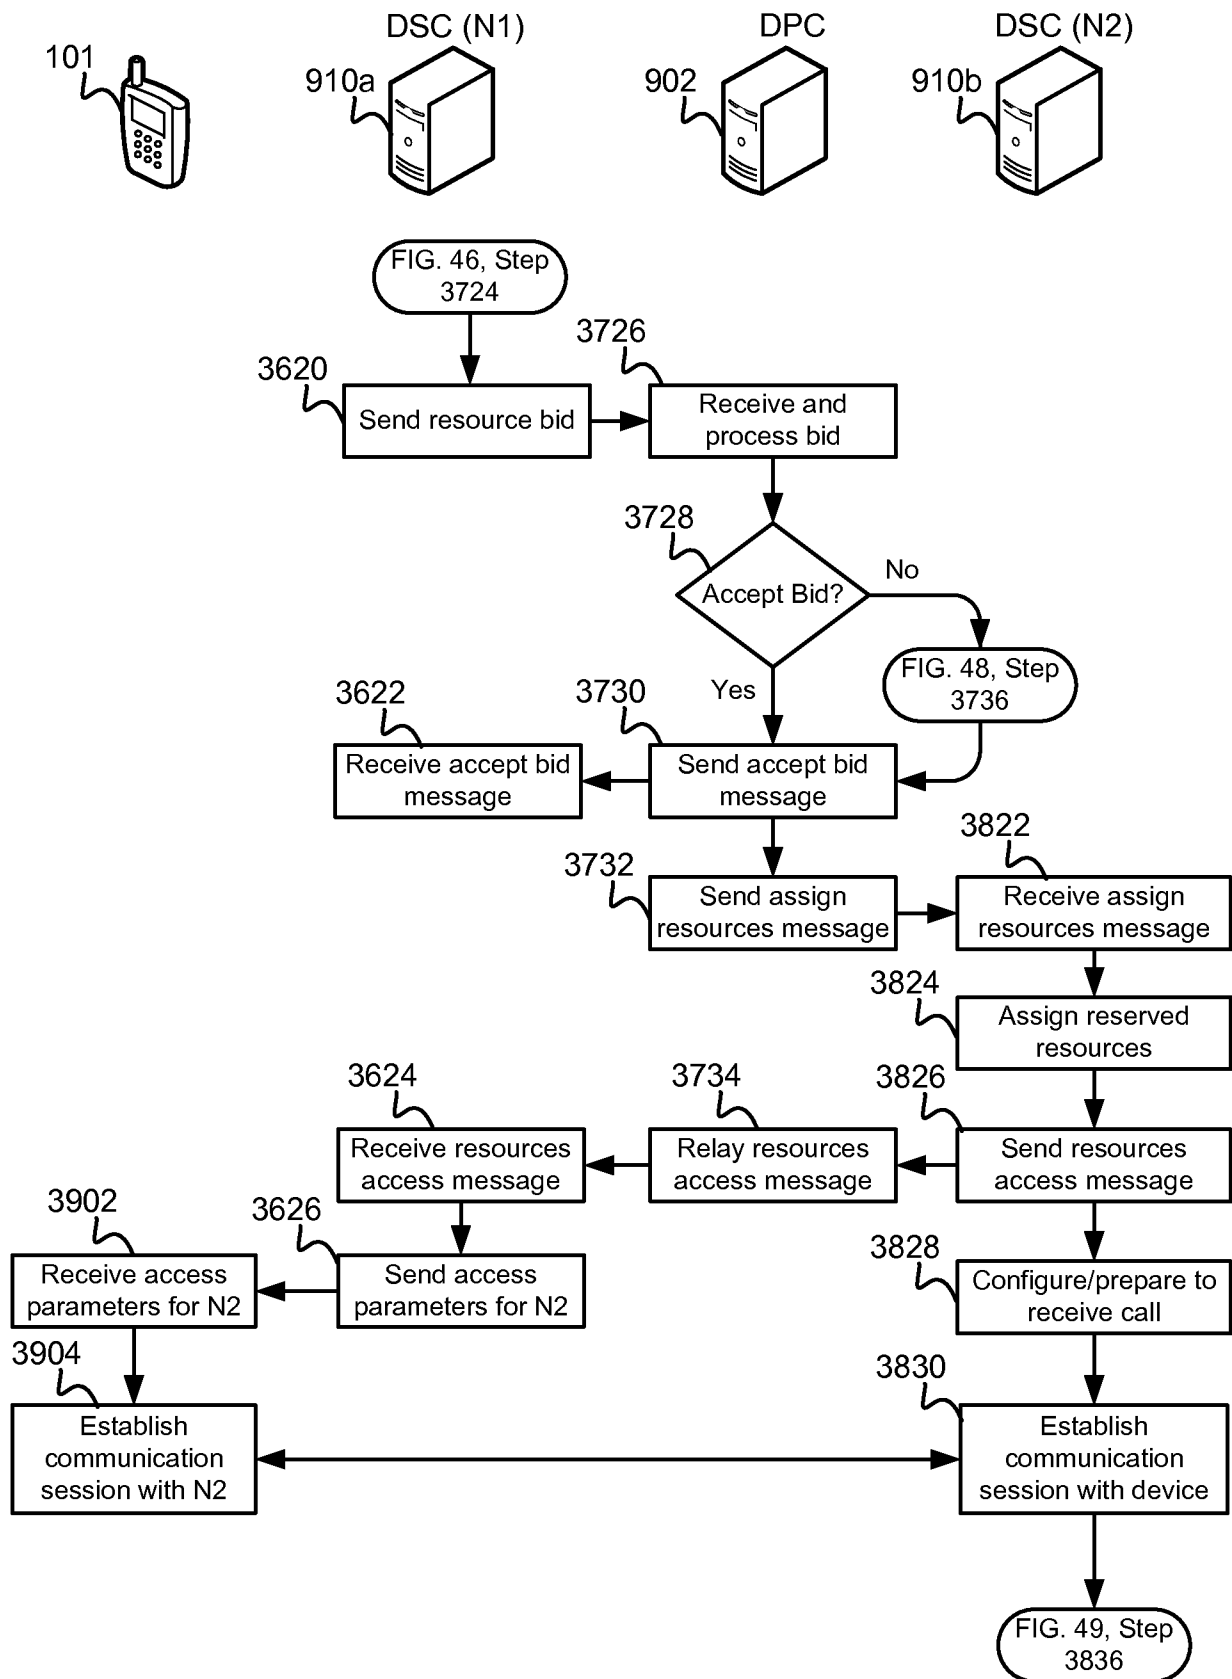 DSC (N1)
DPC
DSC (N2)
101
910a
902
910b
FIG. 46, Step
3724
3620
Send resource bid
3726
Receive and
process bid
3728
Accept Bid?
No
FIG. 48, Step
3736
Yes
3622
Receive accept bid
message
3730
Send accept bid
message
3732
Send assign
resources message
3822
Receive assign
resources message
3824
Assign reserved
resources
3624
Receive resources
access message
3734
Relay resources
access message
3826
Send resources
access message
3902
Receive access
parameters for N2
3626
Send access
parameters for N2
3828
Configure/prepare to
receive call
3904
Establish
communication
session with N2
3830
Establish
communication
session with device
FIG. 49, Step
3836